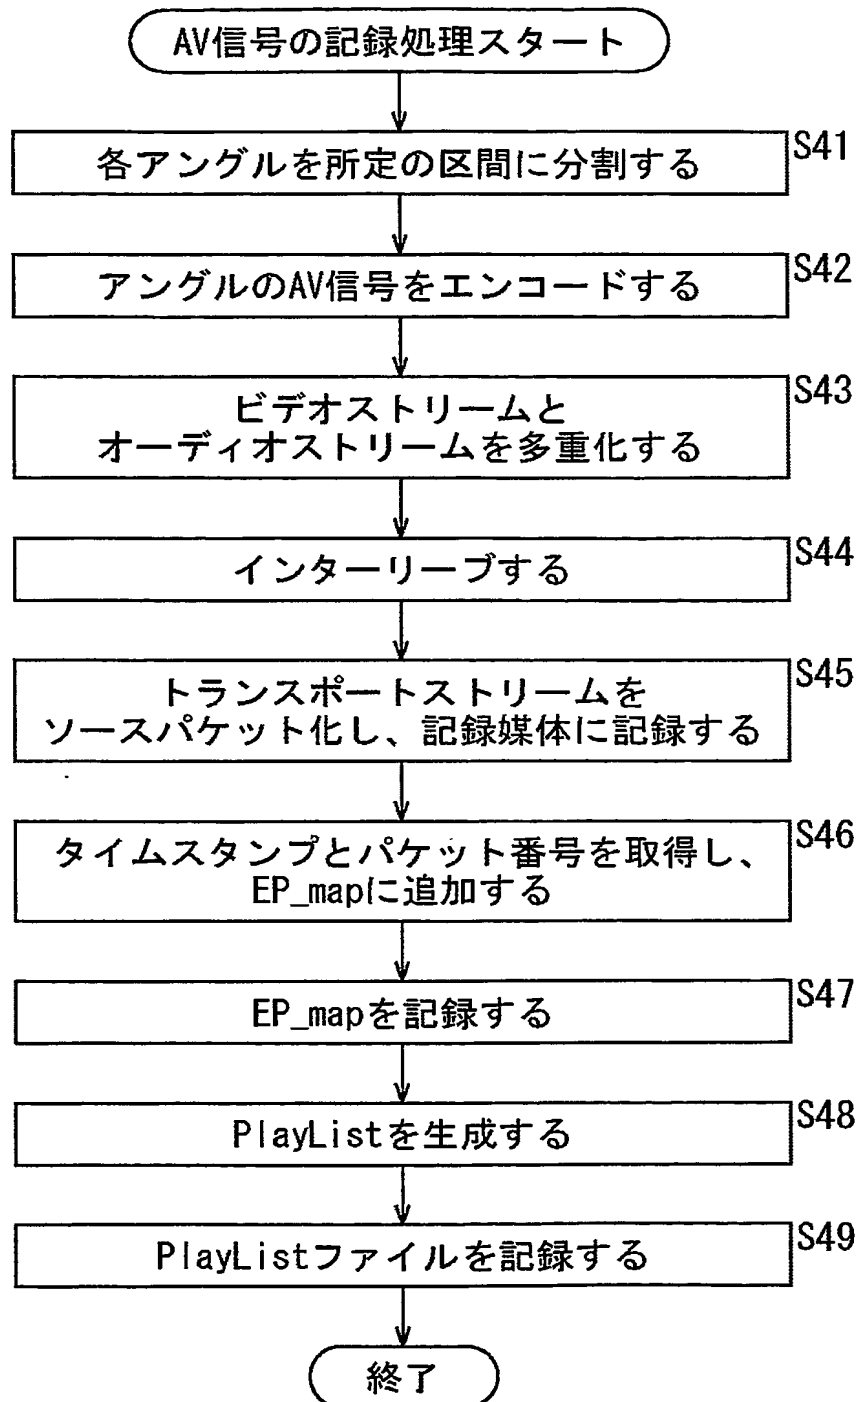 AV信号の記録処理スタート
各アングルを所定の区間に分割する
S41
アングルのAV信号をエンコードする
S42
ビデオストリームと
オーディオストリームを多重化する
S43
インターリーブする
S44
トランスポートストリームを
ソースパケット化し、記録媒体に記録する
S45
タイムスタンプとパケット番号を取得し、
EP_mapに追加する
S46
EP_mapを記録する
S47
PlayListを生成する
S48
PlayListファイルを記録する
S49
終了